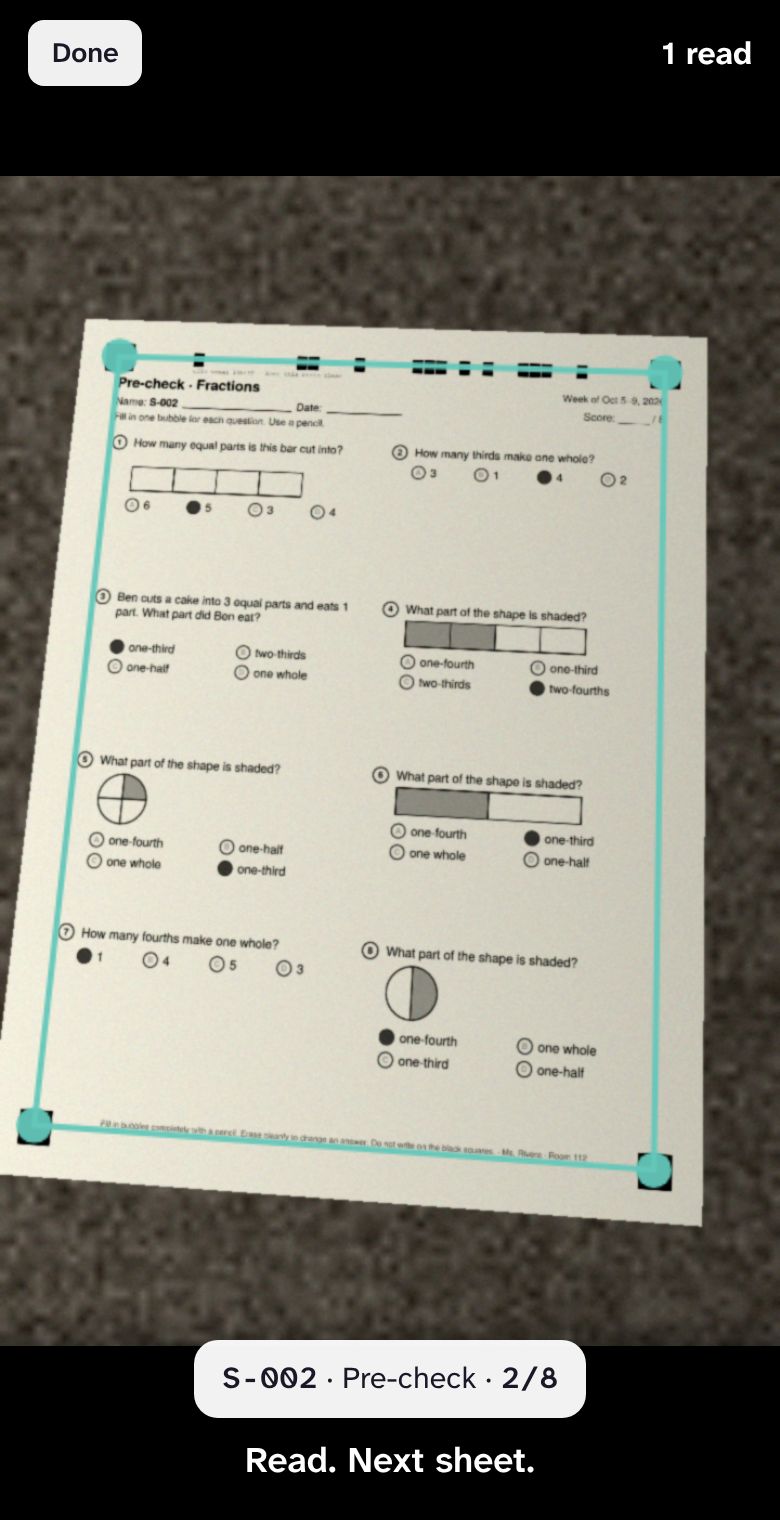 Done
1 read
Pre-check · Fractions
Week of Oct 5-9, 202
Name: S-002 Date:
Score: / 8
Fill in one bubble for each question. Use a pencil.
1 How many equal parts is this bar cut into?
6 5 C 3 4
2 How many thirds make one whole?
3 1 4 2
3 Ben cuts a cake into 3 equal parts and eats 1
part. What part did Ben eat?
one-third two-thirds
one-half one whole
4 What part of the shape is shaded?
one-fourth one-third
two-thirds two-fourths
5 What part of the shape is shaded?
one-fourth one-half
one whole one-third
6 What part of the shape is shaded?
one-fourth one-third
one whole one-half
7 How many fourths make one whole?
1 4 5 3
8 What part of the shape is shaded?
one-fourth one whole
one-third one-half
Fill in bubbles completely with a pencil. Erase cleanly to change an answer. Do not write on the black squares. · Ms. Rivera · Room 112
S-002 · Pre-check · 2/8
Read. Next sheet.